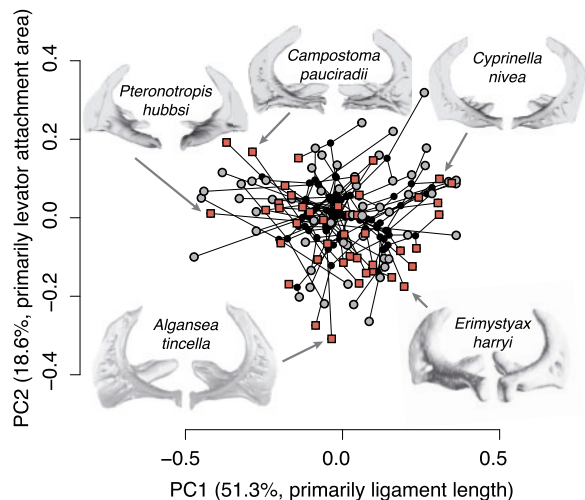 PC2 (18.6%, primarily levator attachment area)
0.4
0.2
0.0
−0.2
−0.4
Pteronotropis
hubbsi
Campostoma
pauciradii
Cyprinella
nivea
Algansea
tincella
Erimystyax
harryi
−0.5
0.0
0.5
PC1 (51.3%, primarily ligament length)